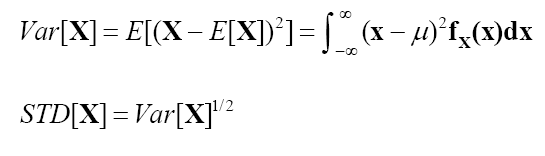 Var[X] = E[(X − E[X])²] = ∫_{−∞}^{∞} (x − μ)² f_X(x)dx
STD[X] = Var[X]^{1/2}